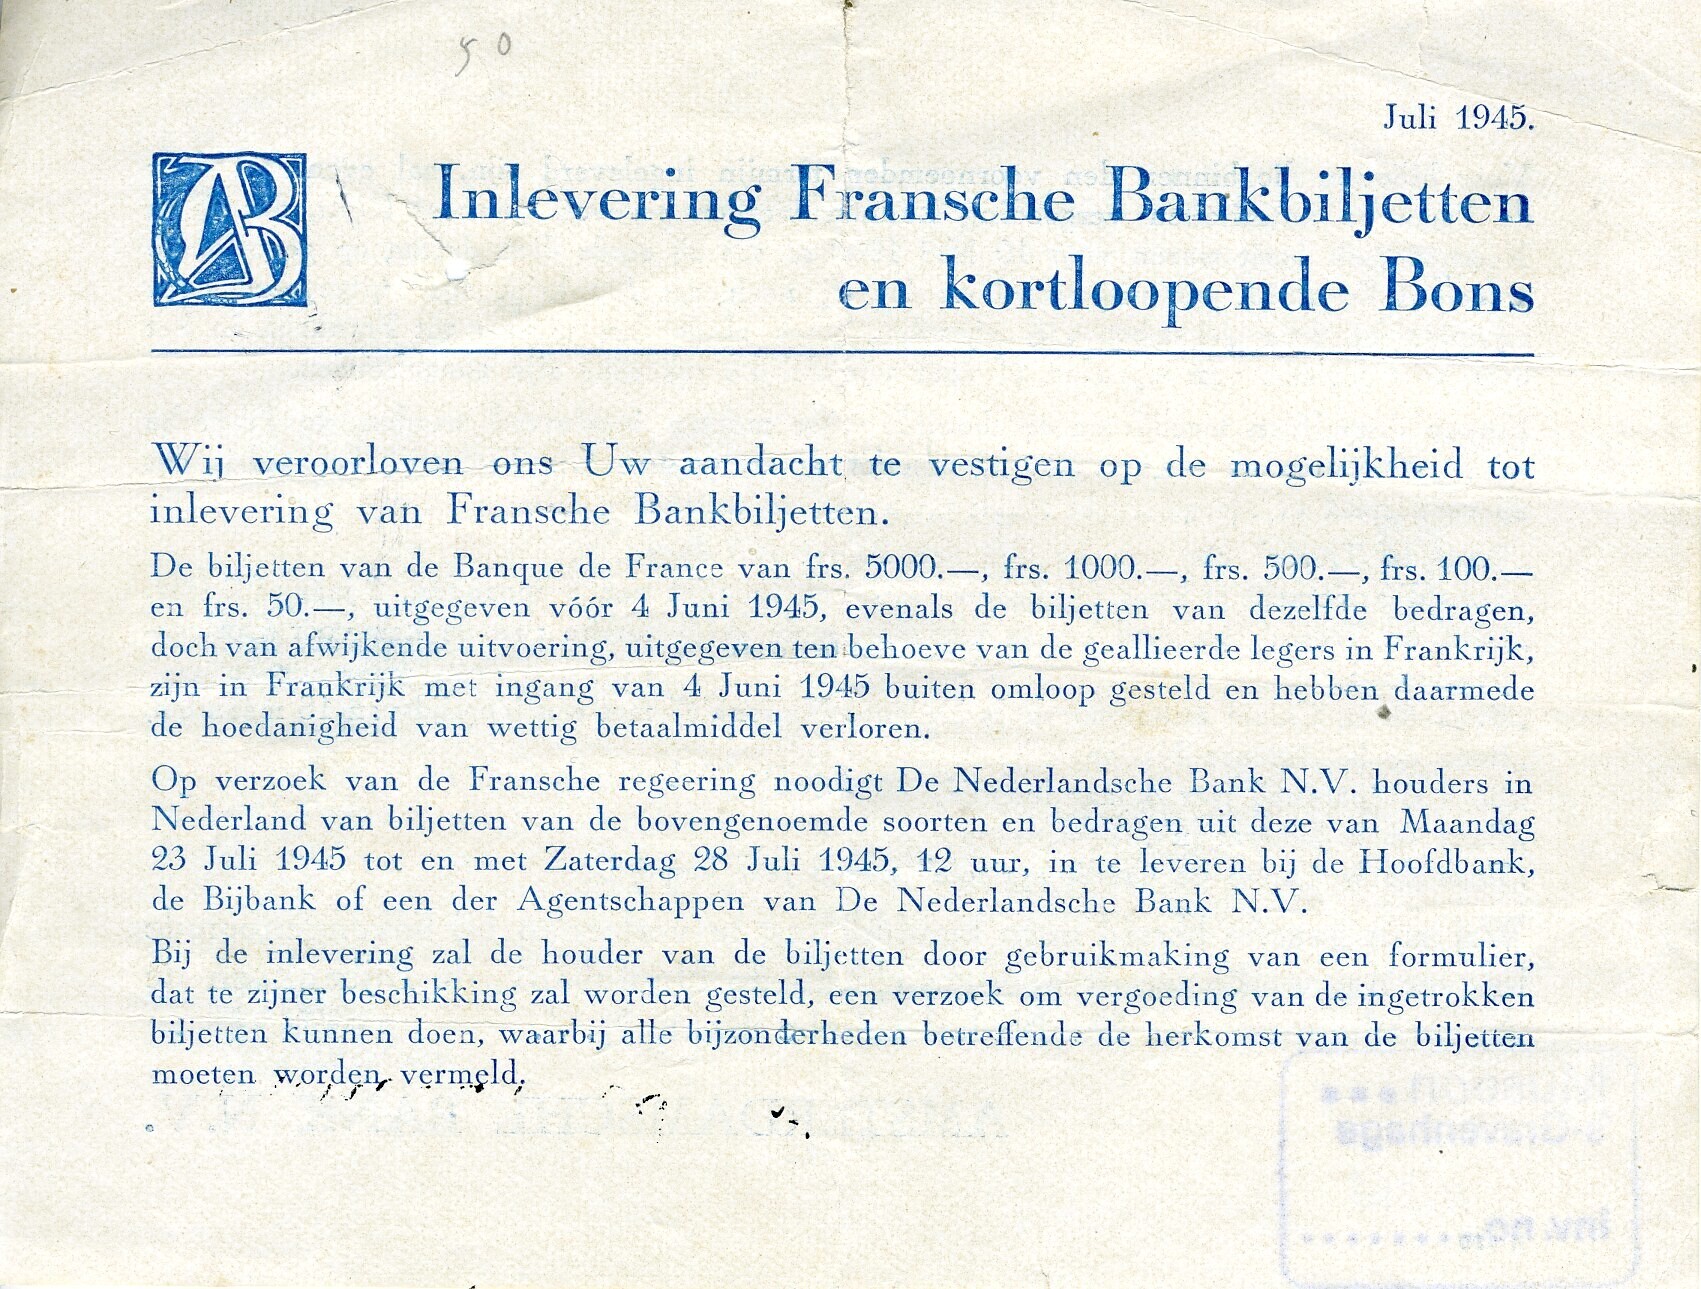 50
Juli 1945.
AB
Inlevering Fransche Bankbiljetten
en kortloopende Bons
Wij veroorloven ons Uw aandacht te vestigen op de mogelijkheid tot
inlevering van Fransche Bankbiljetten.
De biljetten van de Banque de France van frs. 5000.—, frs. 1000.—, frs. 500.—, frs. 100.—
en frs. 50.—, uitgegeven vóór 4 Juni 1945, evenals de biljetten van dezelfde bedragen,
doch van afwijkende uitvoering, uitgegeven ten behoeve van de geallieerde legers in Frankrijk,
zijn in Frankrijk met ingang van 4 Juni 1945 buiten omloop gesteld en hebben daarmede
de hoedanigheid van wettig betaalmiddel verloren.
Op verzoek van de Fransche regeering noodigt De Nederlandsche Bank N.V. houders in
Nederland van biljetten van de bovengenoemde soorten en bedragen uit deze van Maandag
23 Juli 1945 tot en met Zaterdag 28 Juli 1945, 12 uur, in te leveren bij de Hoofdbank,
de Bijbank of een der Agentschappen van De Nederlandsche Bank N.V.
Bij de inlevering zal de houder van de biljetten door gebruikmaking van een formulier,
dat te zijner beschikking zal worden gesteld, een verzoek om vergoeding van de ingetrokken
biljetten kunnen doen, waarbij alle bijzonderheden betreffende de herkomst van de biljetten
moeten worden vermeld.